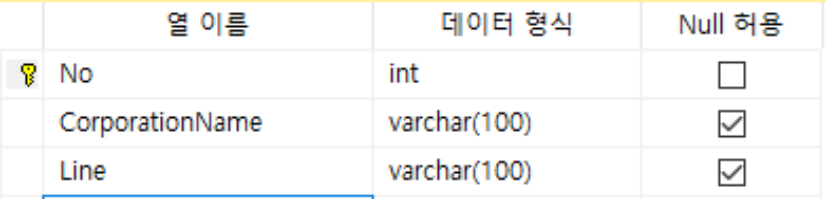 열 이름 데이터 형식 Null 허용
No int
CorporationName varchar(100)
Line varchar(100)